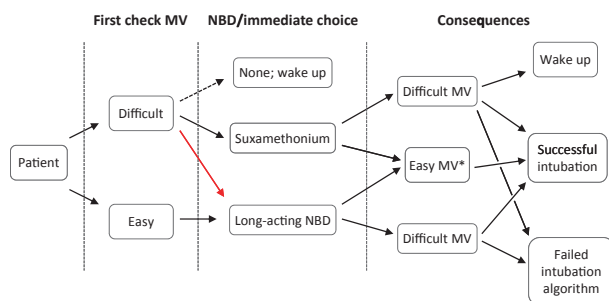 First check MV
NBD/immediate choice
Consequences
None; wake up
Wake up
Difficult
Difficult MV
Suxamethonium
Successful
intubation
Patient
Easy MV*
Easy
Long-acting NBD
Difficult MV
Failed
intubation
algorithm